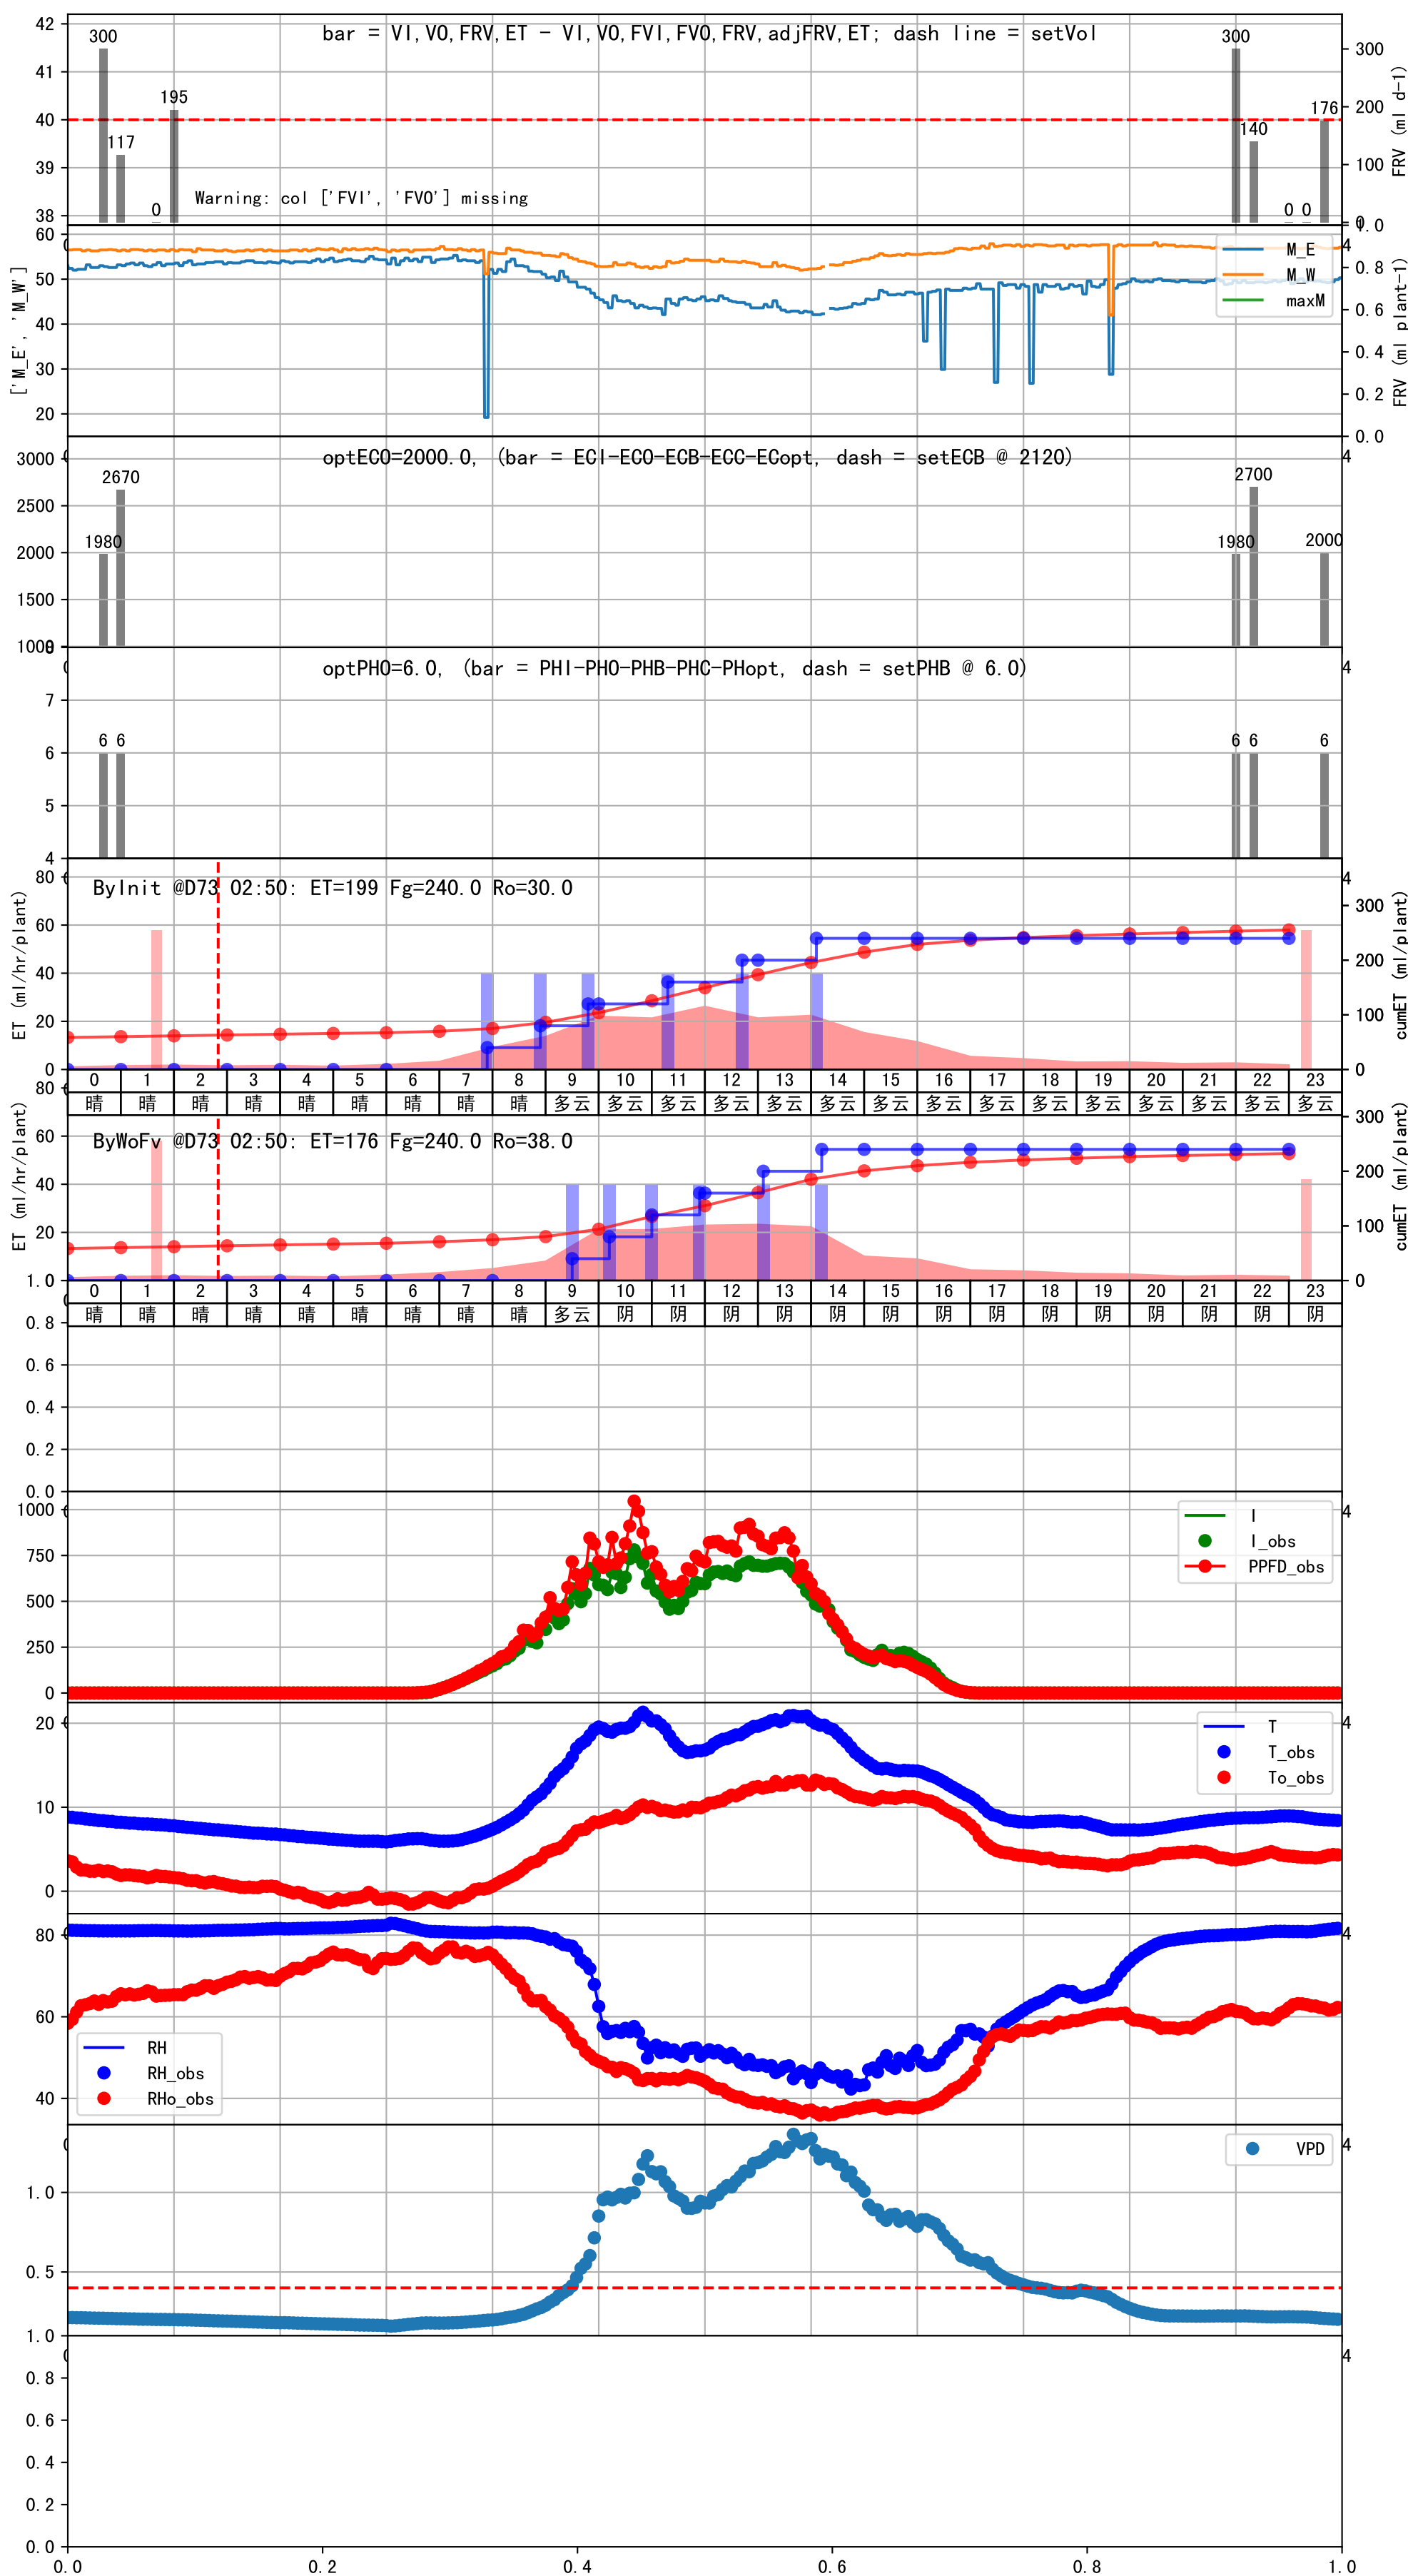 bar = VI,VO,FRV,ET - VI,VO,FVI,FVO,FRV,adjFRV,ET; dash line = setVol
42
41
40
39
38
300
117
0
195
300
140
0 0
176
Warning: col ['FVI', 'FVO'] missing
300
200
100
0
FRV (ml d-1)
['M_E', 'M_W']
60
50
40
30
20
M_E
M_W
maxM
1.0
0.8
0.6
0.4
0.2
0.0
FRV (ml plant-1)
optECO=2000.0, (bar = ECI-ECO-ECB-ECC-ECopt, dash = setECB @ 2120)
3000
2500
2000
1500
1000
1980
2670
1980
2700
2000
optPHO=6.0, (bar = PHI-PHO-PHB-PHC-PHopt, dash = setPHB @ 6.0)
7
6
5
4
6 6
6 6
6
ByInit @D73 02:50: ET=199 Fg=240.0 Ro=30.0
ET (ml/hr/plant)
80
60
40
20
0
300
200
100
0
cumET (ml/plant)
0 1 2 3 4 5 6 7 8 9 10 11 12 13 14 15 16 17 18 19 20 21 22 23
晴 晴 晴 晴 晴 晴 晴 晴 晴 多云 多云 多云 多云 多云 多云 多云 多云 多云 多云 多云 多云 多云 多云 多云
ByWoFv @D73 02:50: ET=176 Fg=240.0 Ro=38.0
ET (ml/hr/plant)
80
60
40
20
300
200
100
0
cumET (ml/plant)
0 1 2 3 4 5 6 7 8 9 10 11 12 13 14 15 16 17 18 19 20 21 22 23
晴 晴 晴 晴 晴 晴 晴 晴 晴 多云 阴 阴 阴 阴 阴 阴 阴 阴 阴 阴 阴 阴 阴 阴
1.0
0.8
0.6
0.4
0.2
0.0
1000
750
500
250
0
I
I_obs
PPFD_obs
20
10
0
T
T_obs
To_obs
80
60
40
RH
RH_obs
RHo_obs
1.0
0.5
VPD
1.0
0.8
0.6
0.4
0.2
0.0
0.0 0.2 0.4 0.6 0.8 1.0